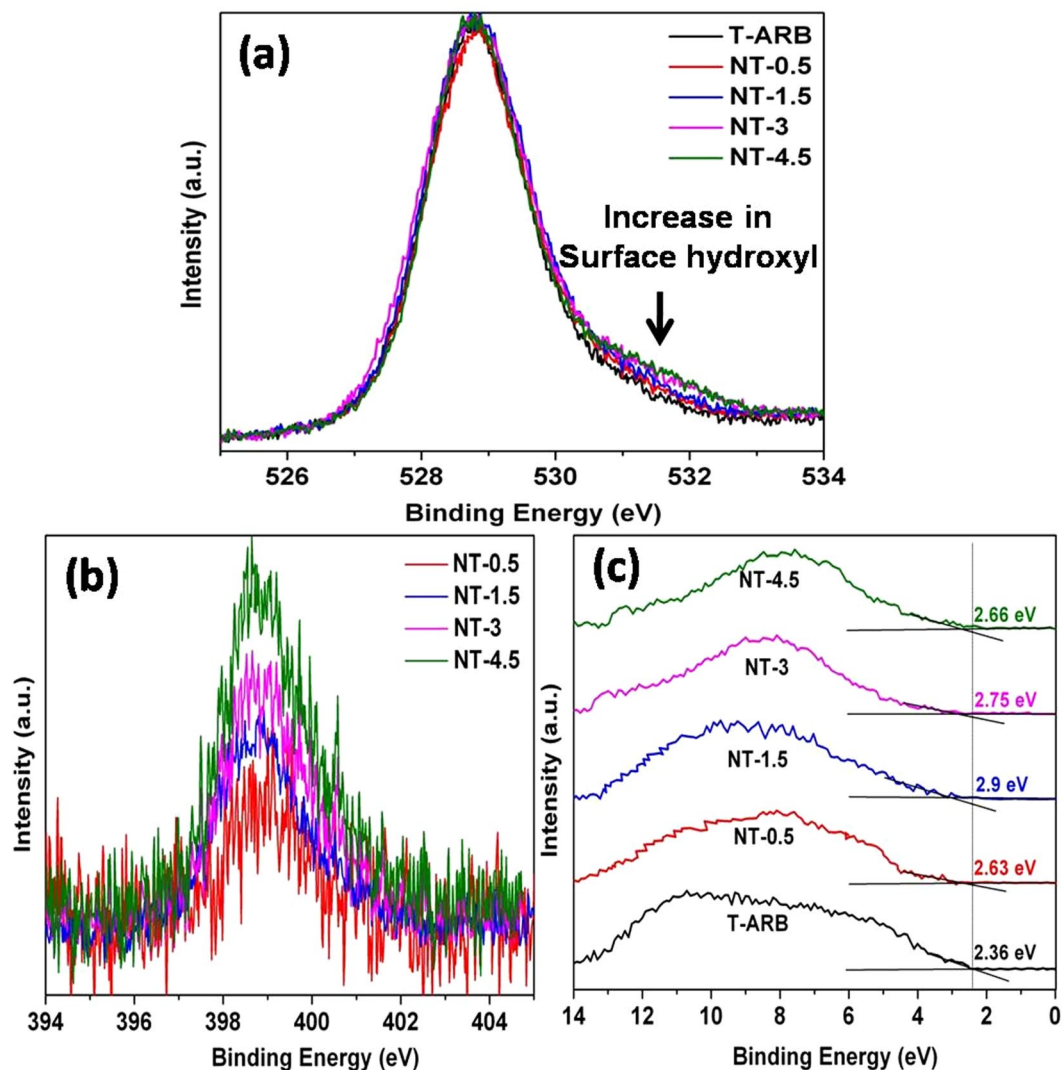 (a)
T-ARB
NT-0.5
NT-1.5
NT-3
NT-4.5
Increase in
Surface hydroxyl
Intensity (a.u.)
526 528 530 532 534
Binding Energy (eV)
(b)
NT-0.5
NT-1.5
NT-3
NT-4.5
Intensity (a.u.)
394 396 398 400 402 404
Binding Energy (eV)
(c)
NT-4.5
2.66 eV
NT-3
2.75 eV
NT-1.5
2.9 eV
NT-0.5
2.63 eV
T-ARB
2.36 eV
Intensity (a.u.)
14 12 10 8 6 4 2 0
Binding Energy (eV)